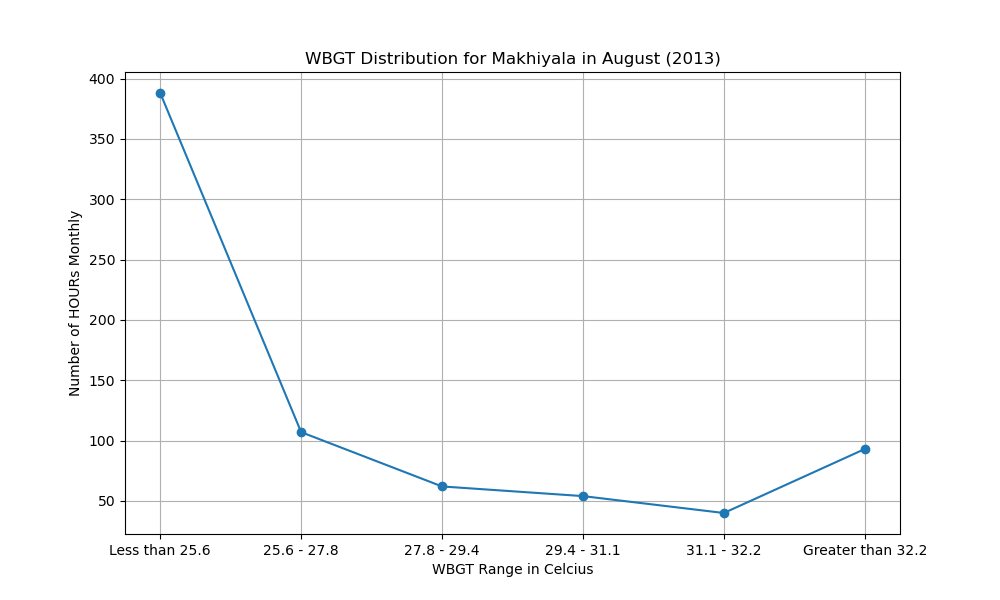 WBGT Distribution for Makhiyala in August (2013)
Number of HOURs Monthly
400
350
300
250
200
150
100
50
Less than 25.6
25.6 - 27.8
27.8 - 29.4
29.4 - 31.1
31.1 - 32.2
Greater than 32.2
WBGT Range in Celcius